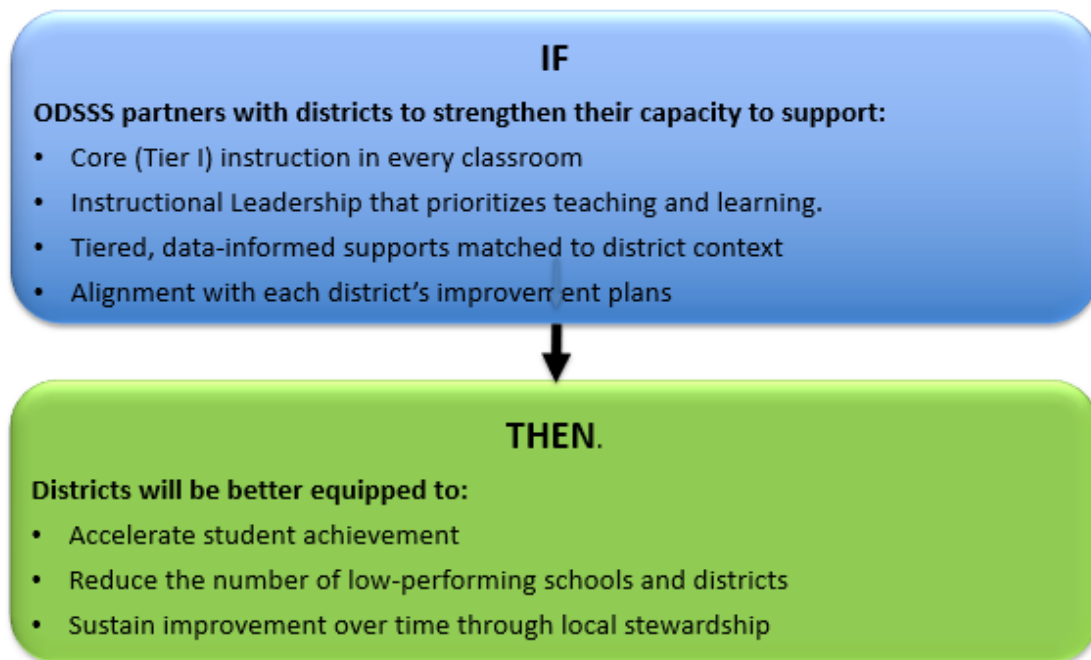 IF
ODSSS partners with districts to strengthen their capacity to support:
• Core (Tier I) instruction in every classroom
• Instructional Leadership that prioritizes teaching and learning.
• Tiered, data-informed supports matched to district context
• Alignment with each district’s improvement plans
THEN.
Districts will be better equipped to:
• Accelerate student achievement
• Reduce the number of low-performing schools and districts
• Sustain improvement over time through local stewardship